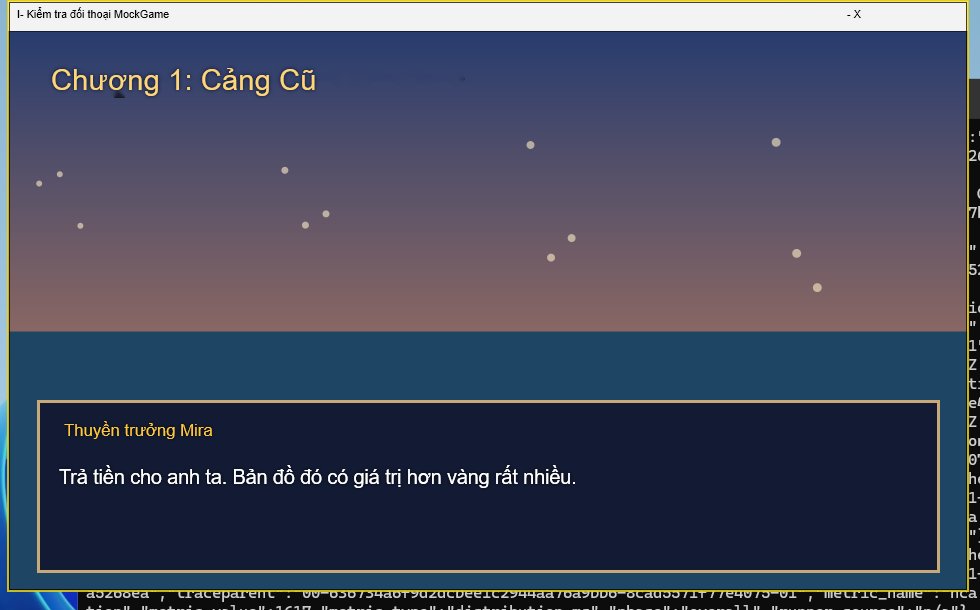 I- Kiểm tra đối thoại MockGame
- X
Chương 1: Cảng Cũ
Thuyền trưởng Mira
Trả tiền cho anh ta. Bản đồ đó có giá trị hơn vàng rất nhiều.